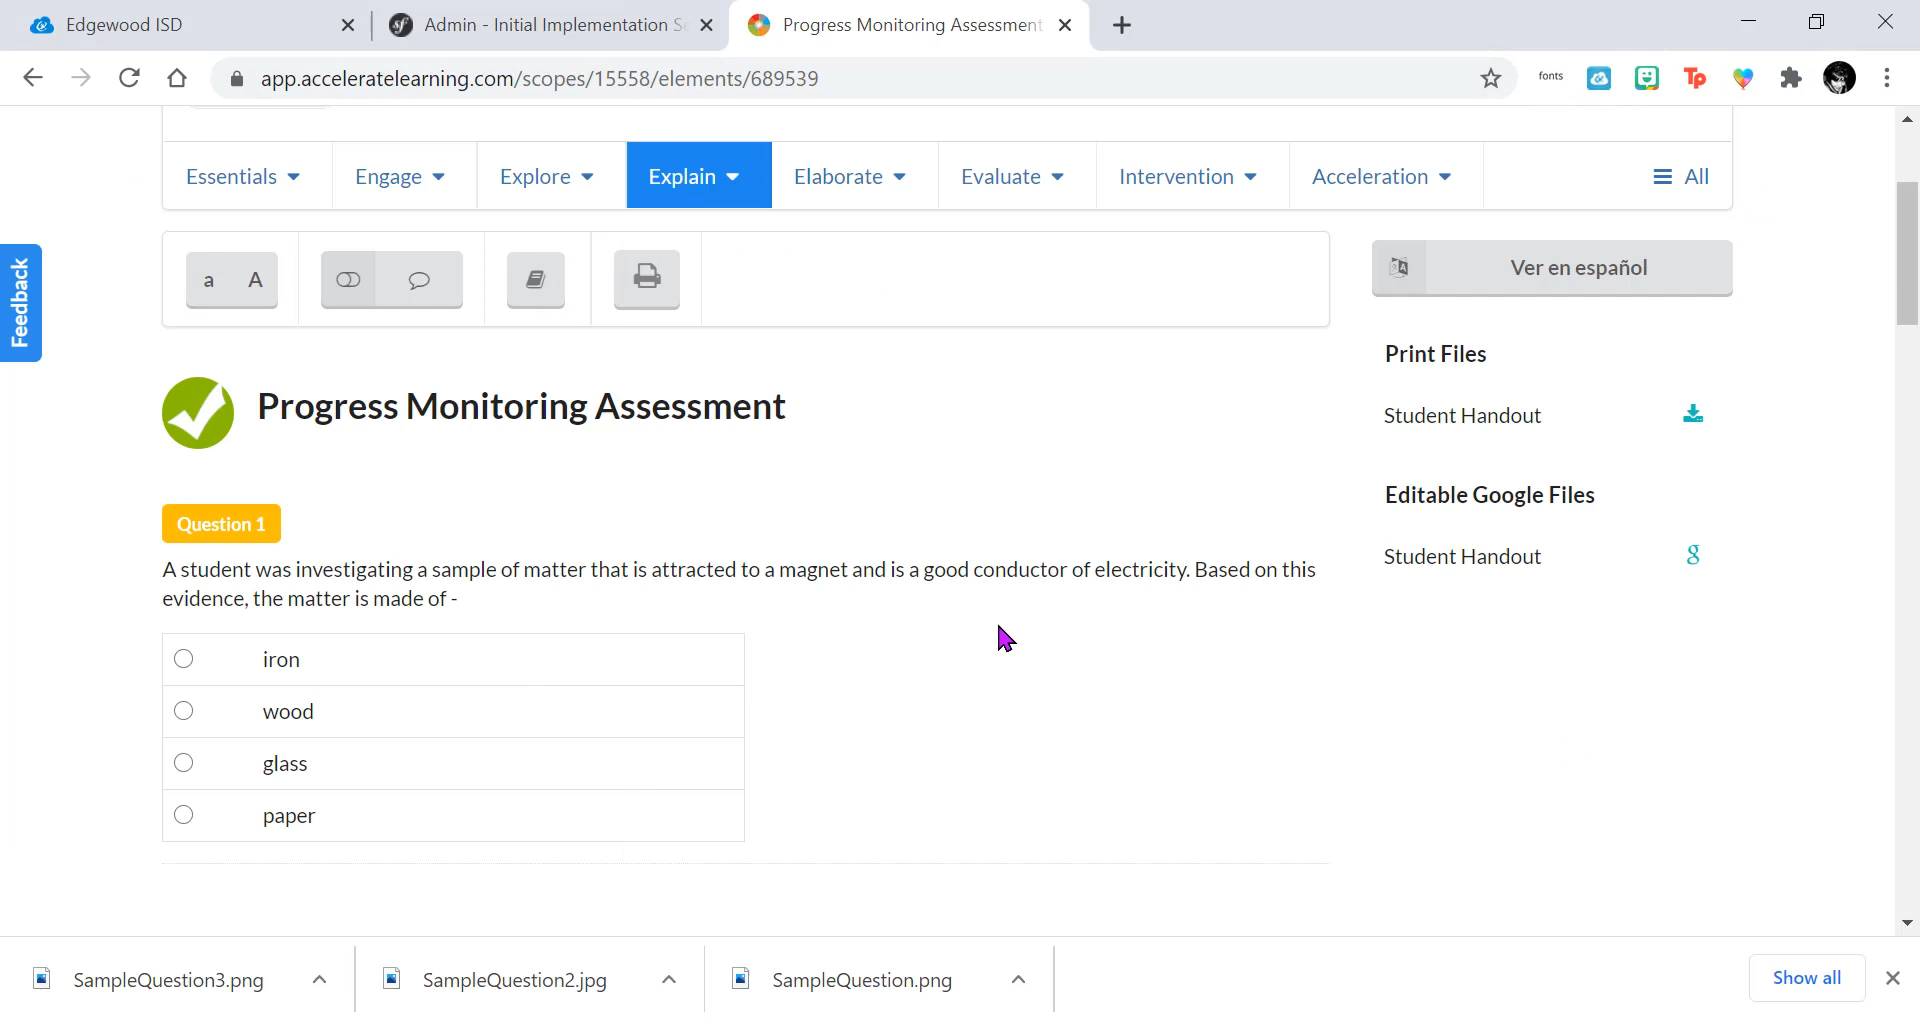 Edgewood ISD
Admin - Initial Implementation Se
Progress Monitoring Assessment
app.acceleratelearning.com/scopes/15558/elements/689539
fonts
Tp
Essentials
Engage
Explore
Explain
Elaborate
Evaluate
Intervention
Acceleration
All
Feedback
a A
Ver en español
Print Files
Student Handout
Editable Google Files
Student Handout
Progress Monitoring Assessment
Question 1
A student was investigating a sample of matter that is attracted to a magnet and is a good conductor of electricity. Based on this
evidence, the matter is made of -
iron
wood
glass
paper
SampleQuestion3.png
SampleQuestion2.jpg
SampleQuestion.png
Show all